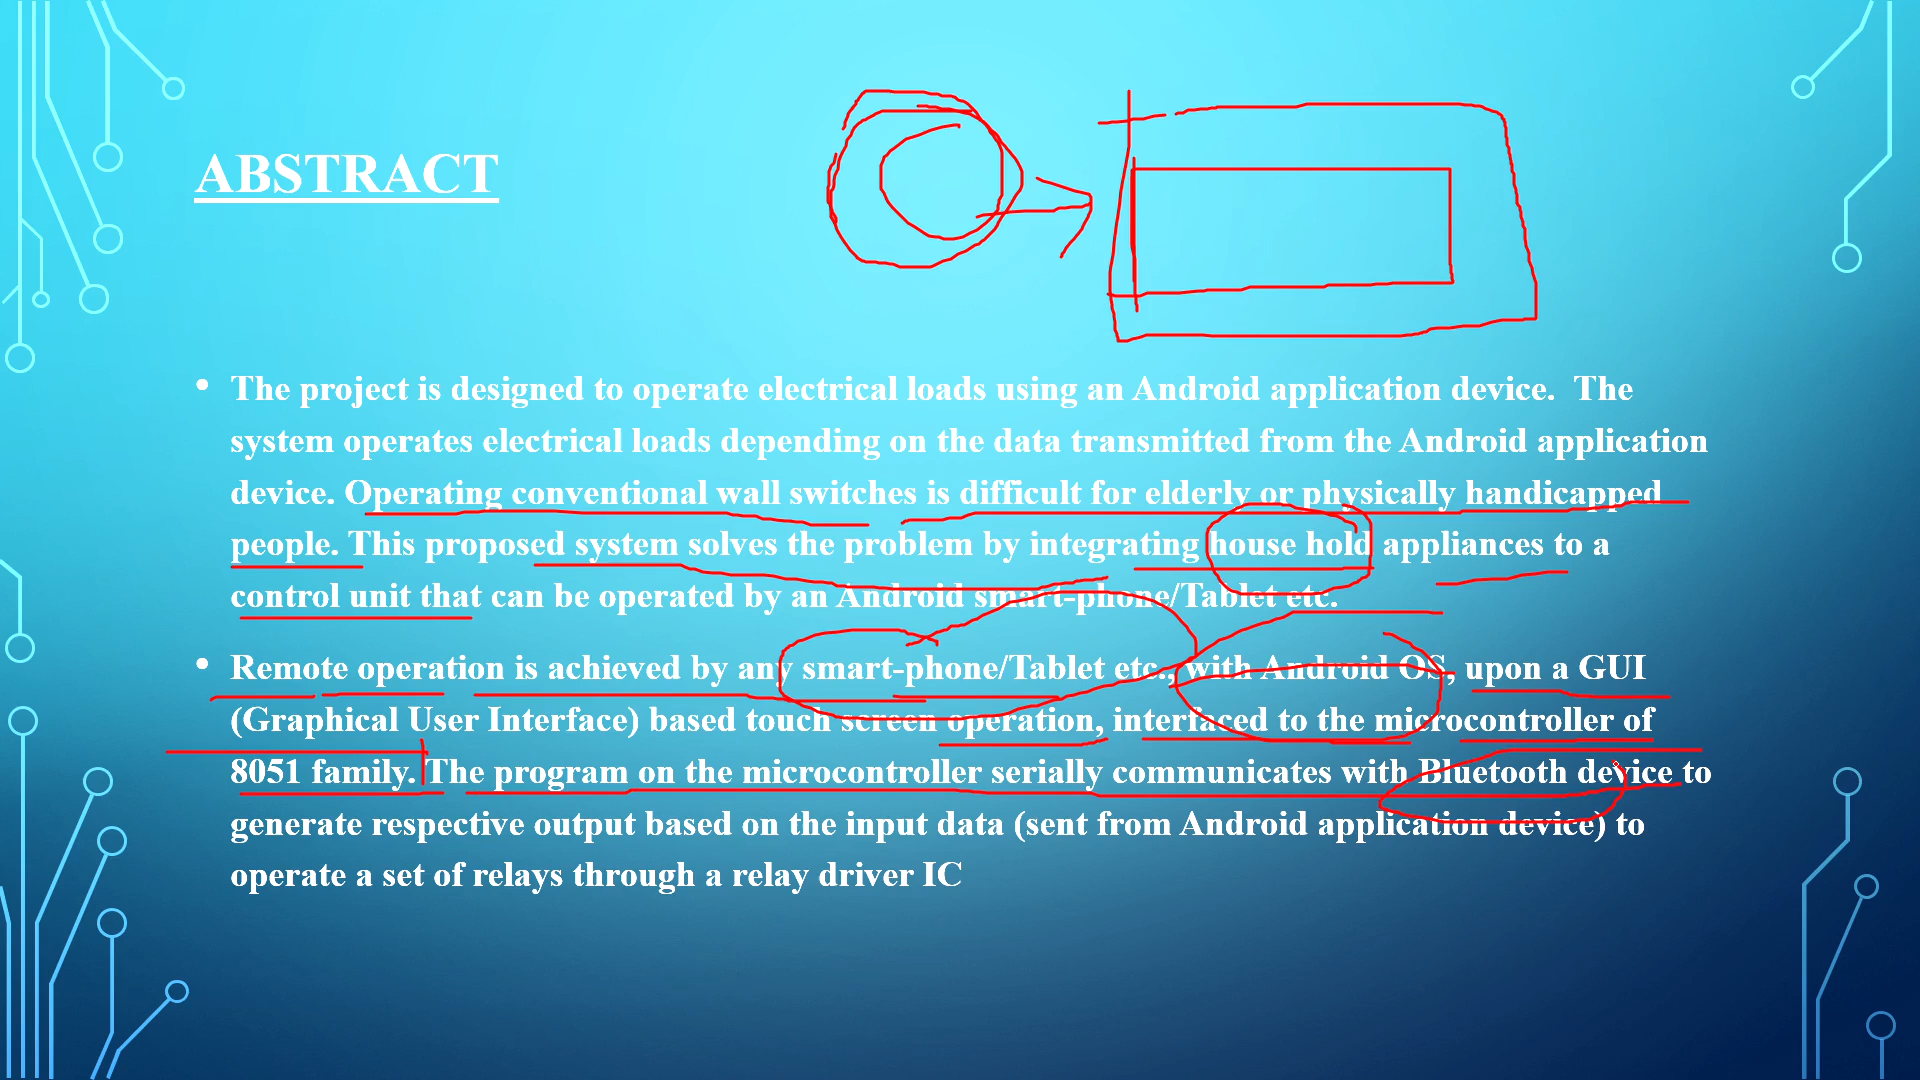 ABSTRACT
• The project is designed to operate electrical loads using an Android application device.  The
system operates electrical loads depending on the data transmitted from the Android application
device. Operating conventional wall switches is difficult for elderly or physically handicapped
people. This proposed system solves the problem by integrating house hold appliances to a
control unit that can be operated by an Android smart-phone/Tablet etc.
• Remote operation is achieved by any smart-phone/Tablet etc., with Android OS, upon a GUI
(Graphical User Interface) based touch screen operation, interfaced to the microcontroller of
8051 family. The program on the microcontroller serially communicates with Bluetooth device to
generate respective output based on the input data (sent from Android application device) to
operate a set of relays through a relay driver IC